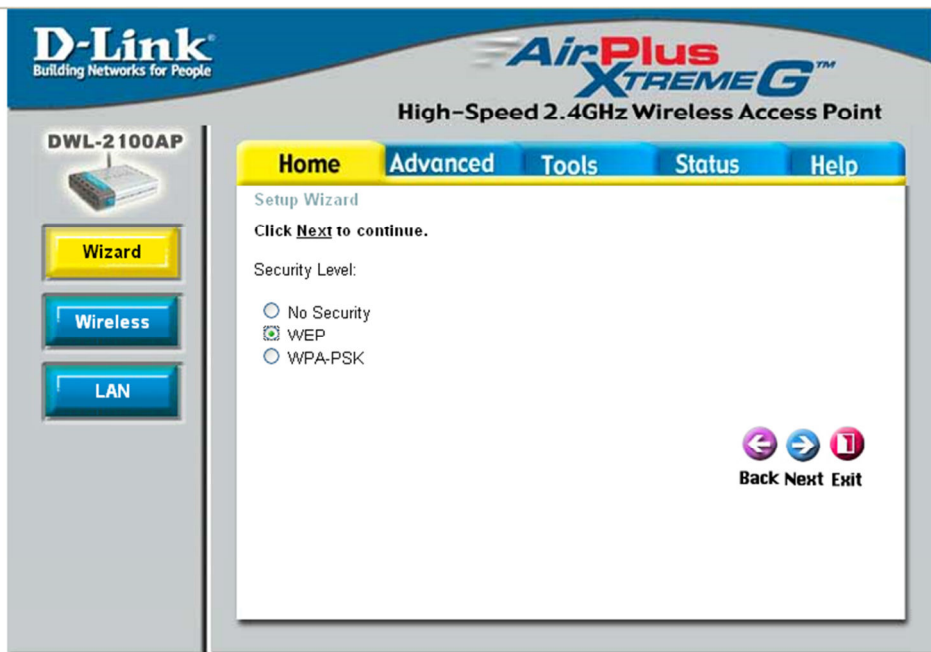 D-Link®
Building Networks for People
AirPlus
XTREME G™
High-Speed 2.4GHz Wireless Access Point
DWL-2100AP
Wizard
Wireless
LAN
Home Advanced Tools Status Help
Setup Wizard
Click Next to continue.
Security Level:
No Security
WEP
WPA-PSK
Back Next Exit